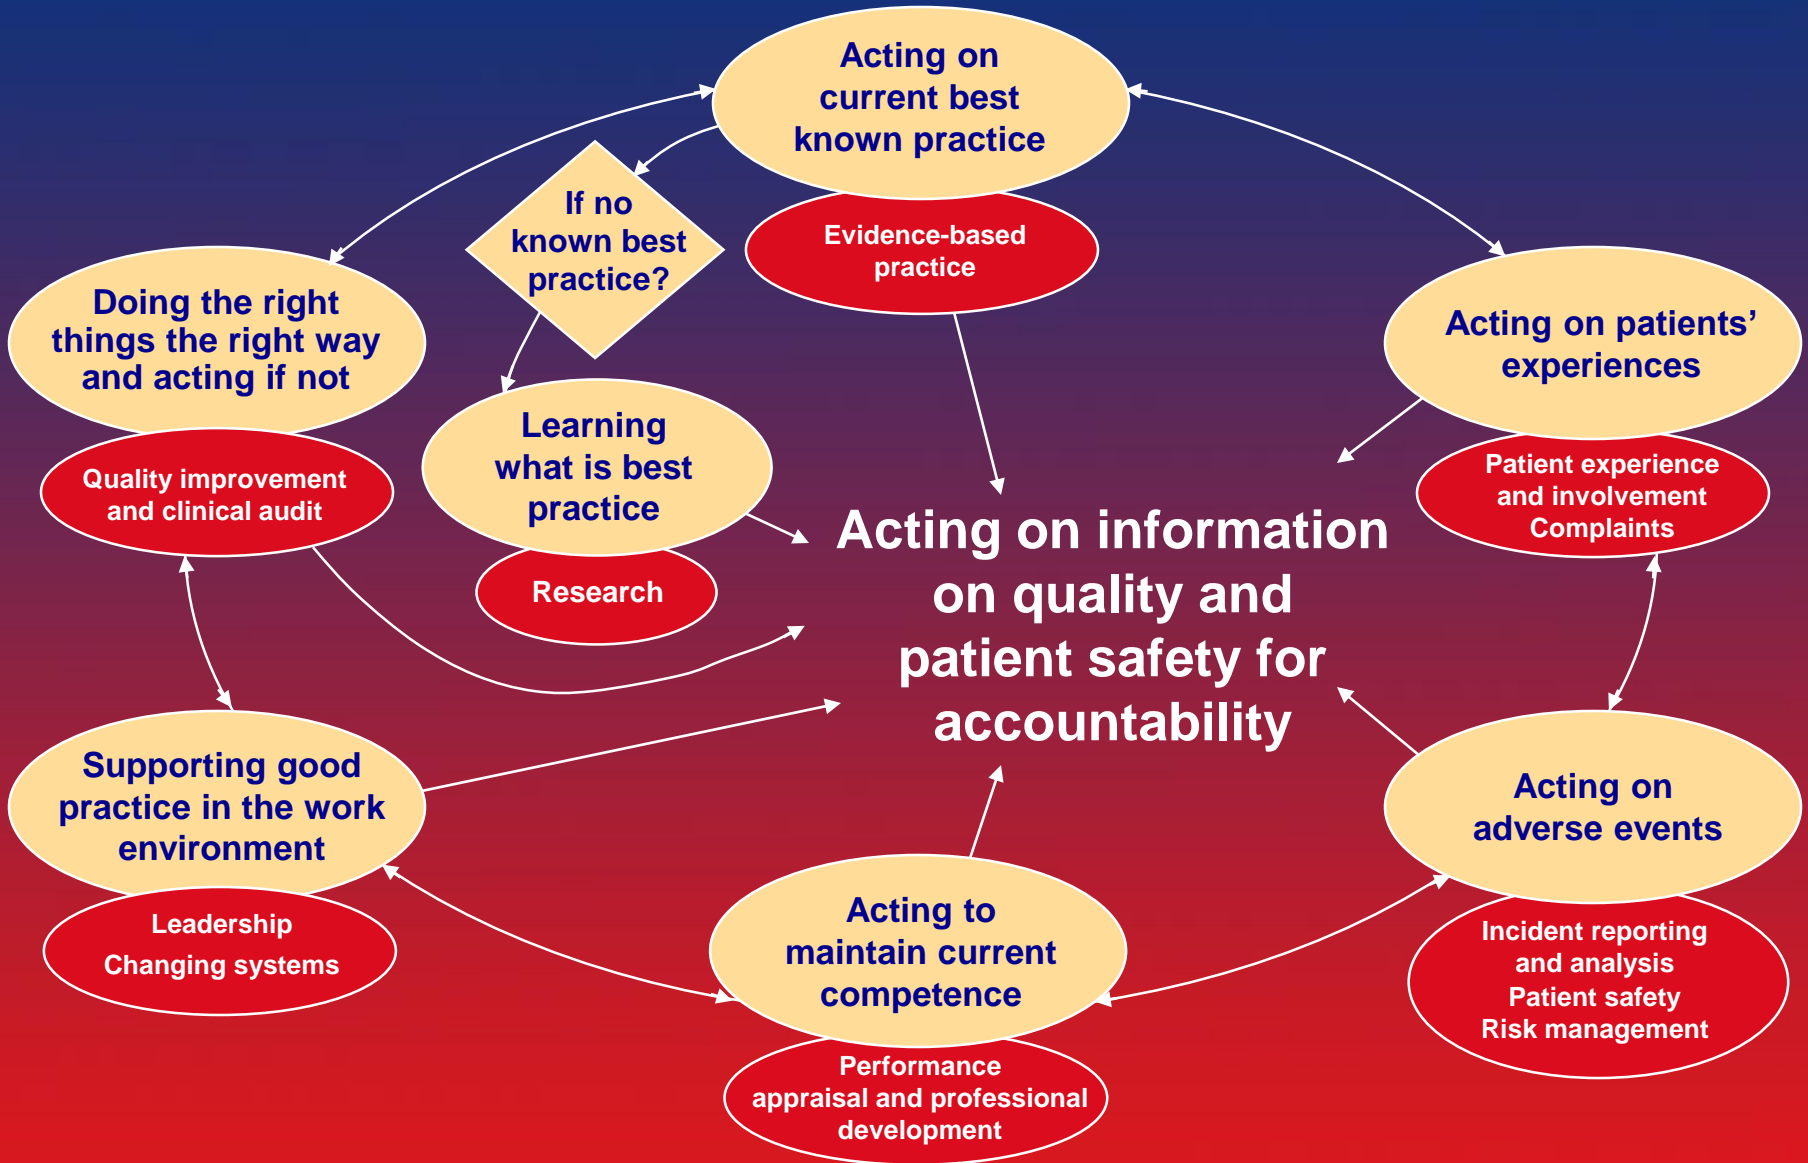 Acting on
current best
known practice
Evidence-based
practice
If no
known best
practice?
Doing the right
things the right way
and acting if not
Quality improvement
and clinical audit
Learning
what is best
practice
Research
Acting on patients’
experiences
Patient experience
and involvement
Complaints
Acting on information
on quality and
patient safety for
accountability
Supporting good
practice in the work
environment
Leadership
Changing systems
Acting to
maintain current
competence
Performance
appraisal and professional
development
Acting on
adverse events
Incident reporting
and analysis
Patient safety
Risk management